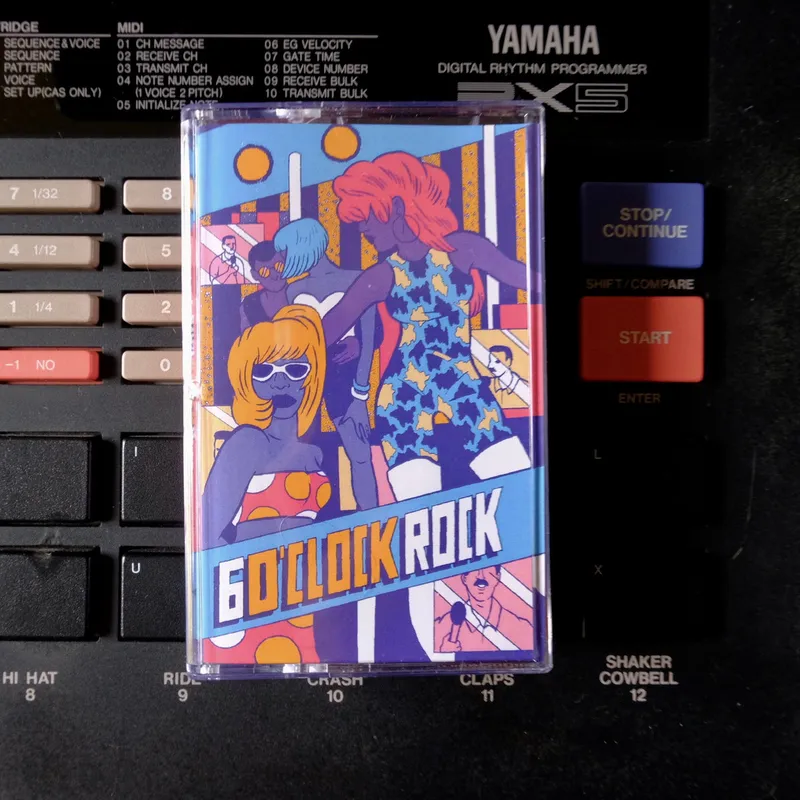 MIDI
SEQUENCE & VOICE
SEQUENCE
PATTERN
VOICE
SET UP(CAS ONLY)
01 CH MESSAGE
02 RECEIVE CH
03 TRANSMIT CH
04 NOTE NUMBER ASSIGN
(1 VOICE 2 PITCH)
05 INITIALIZE NOTE
06 EG VELOCITY
07 GATE TIME
08 DEVICE NUMBER
09 RECEIVE BULK
10 TRANSMIT BULK
YAMAHA
DIGITAL RHYTHM PROGRAMMER
RX5
7 1/32
8
4 1/12
5
1 1/4
2
-1 NO
0
STOP/
CONTINUE
SHIFT/COMPARE
START
ENTER
I
L
U
X
6 O'CLOCK ROCK
HI HAT
8
RIDE
9
CRASH
10
CLAPS
11
SHAKER
COWBELL
12